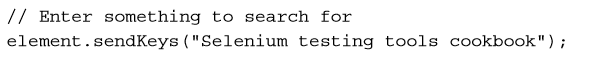 // Enter something to search for
element.sendKeys("Selenium testing tools cookbook");